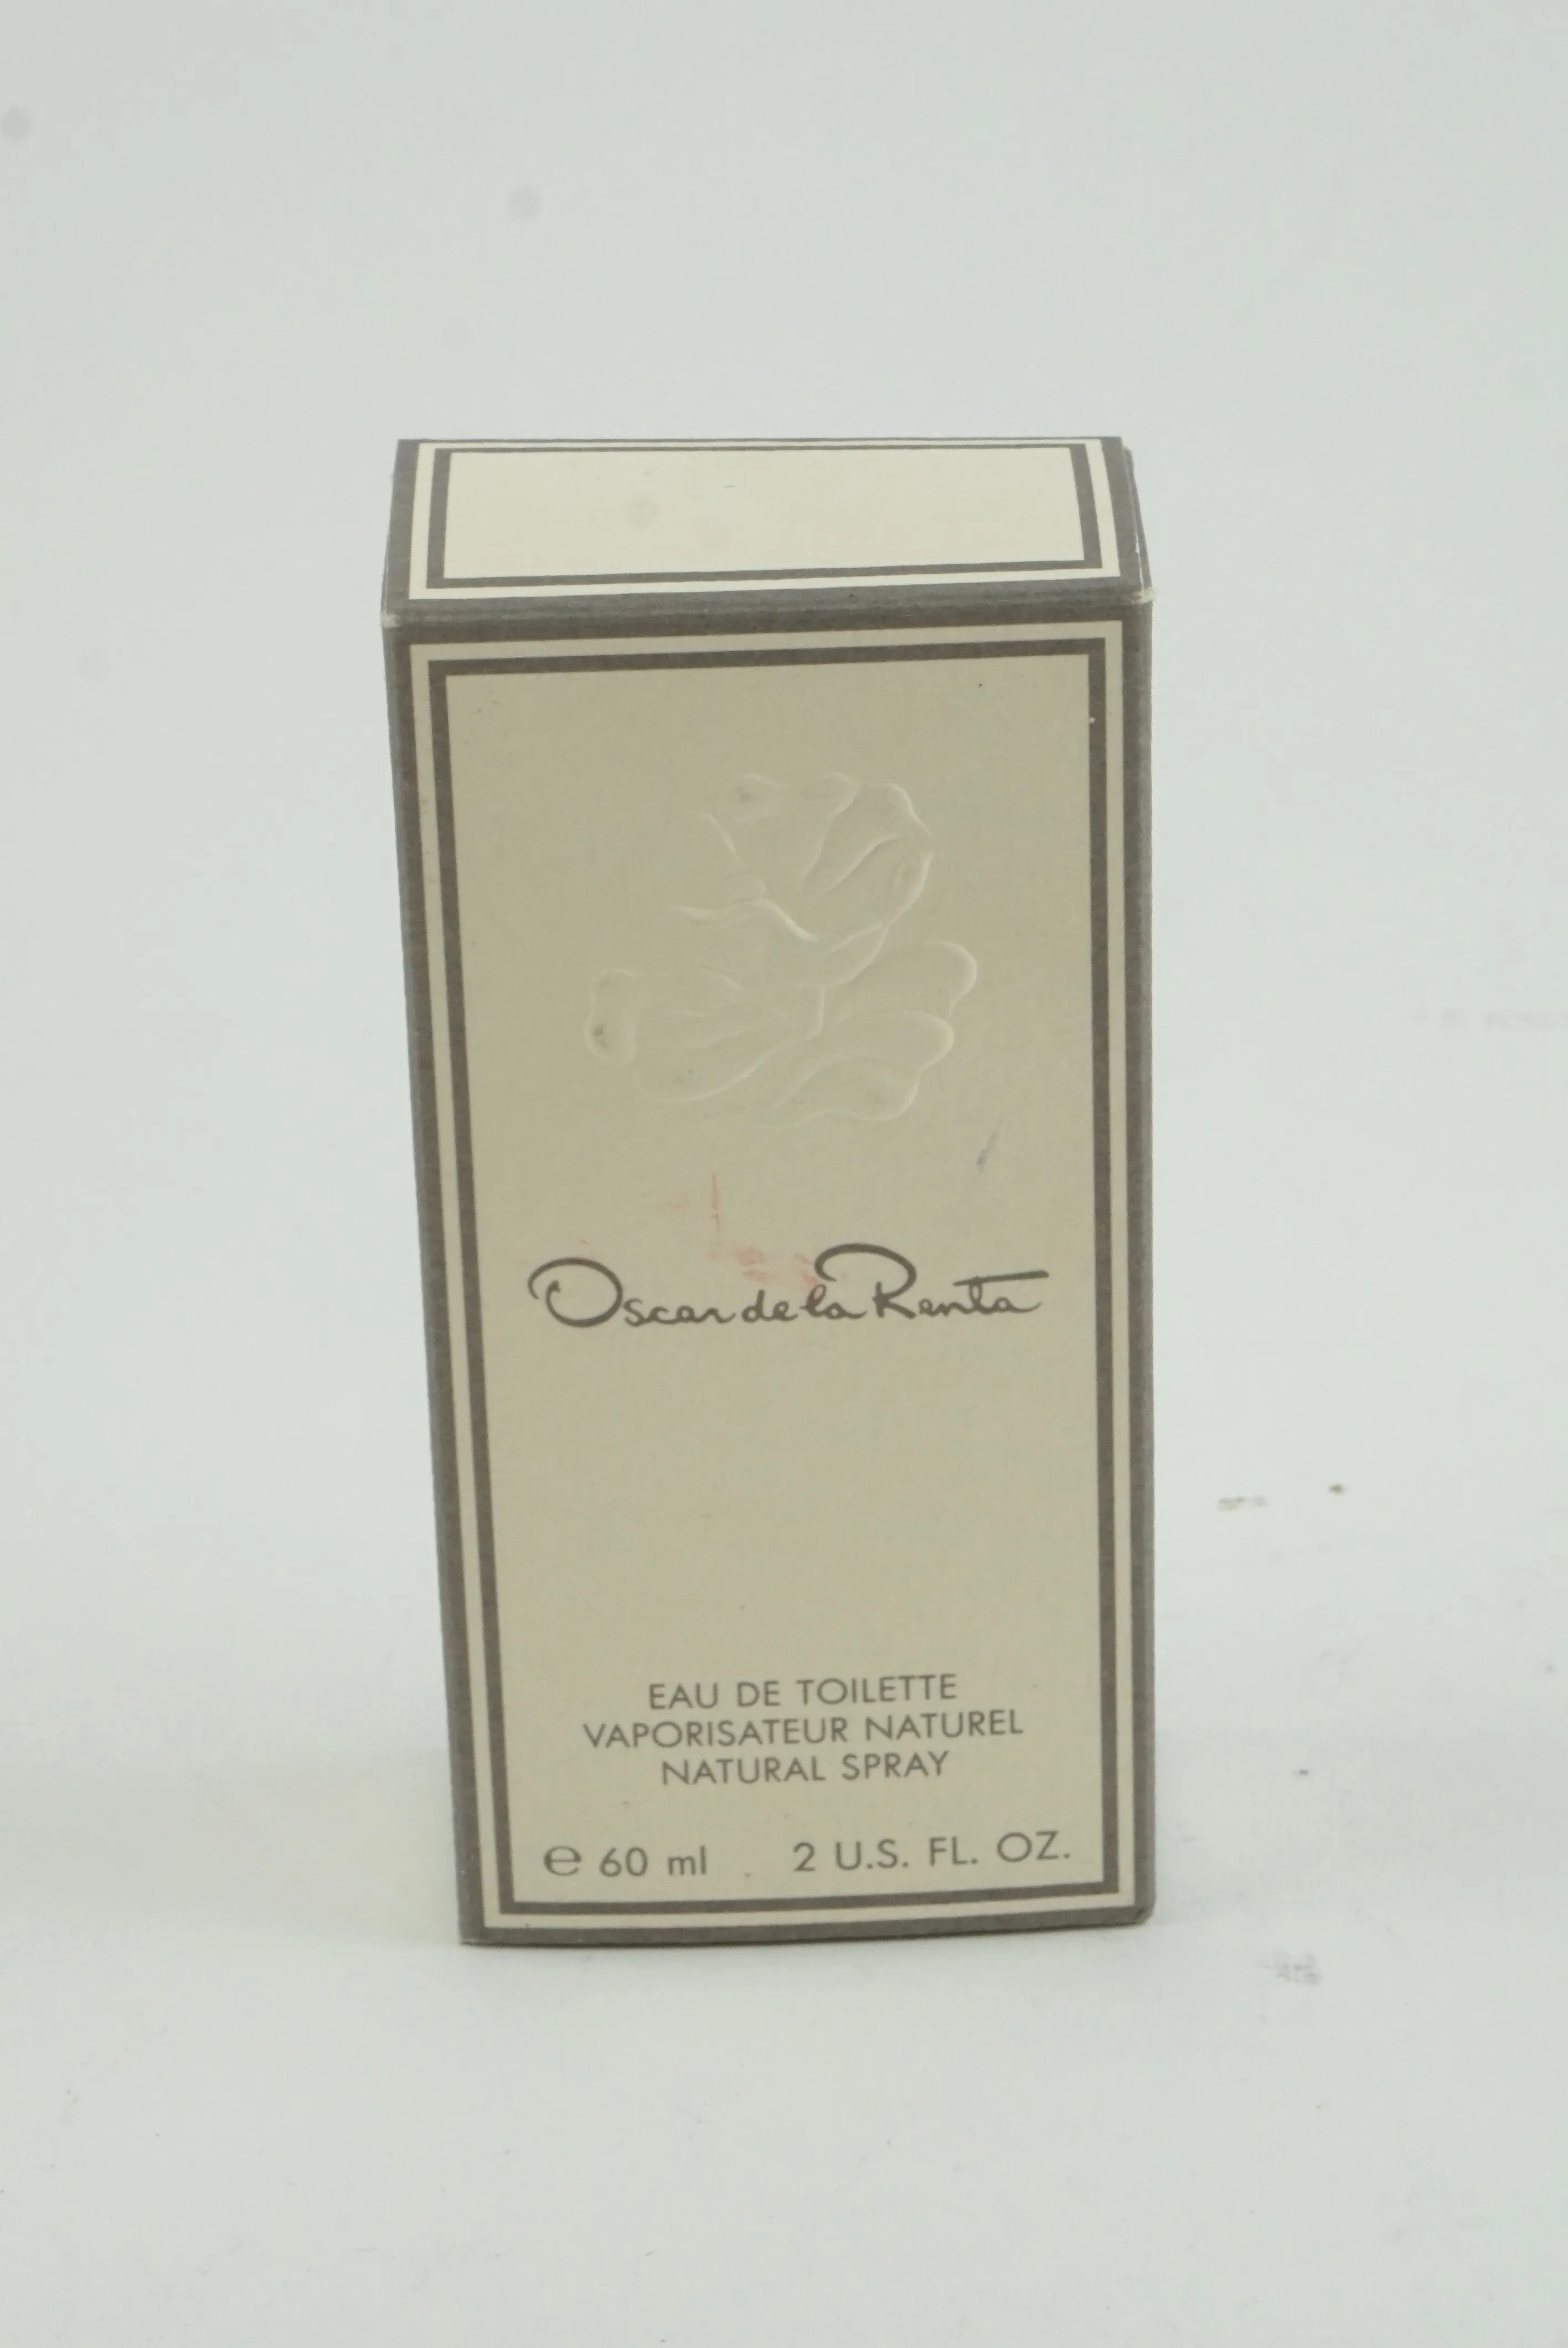 Oscar de la Renta
EAU DE TOILETTE
VAPORISATEUR NATUREL
NATURAL SPRAY
℮ 60 ml 2 U.S. FL. OZ.